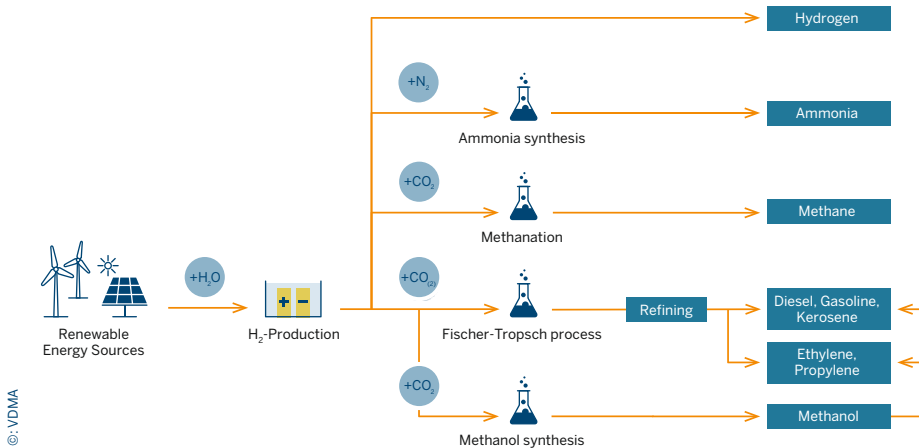 Hydrogen
+N₂
Ammonia synthesis
Ammonia
+CO₂
Methanation
Methane
+H₂O
+CO₍₂₎
Renewable
Energy Sources
+ −
H₂-Production
Fischer-Tropsch process
Refining
Diesel, Gasoline,
Kerosene
Ethylene,
Propylene
+CO₂
Methanol synthesis
Methanol
©: VDMA